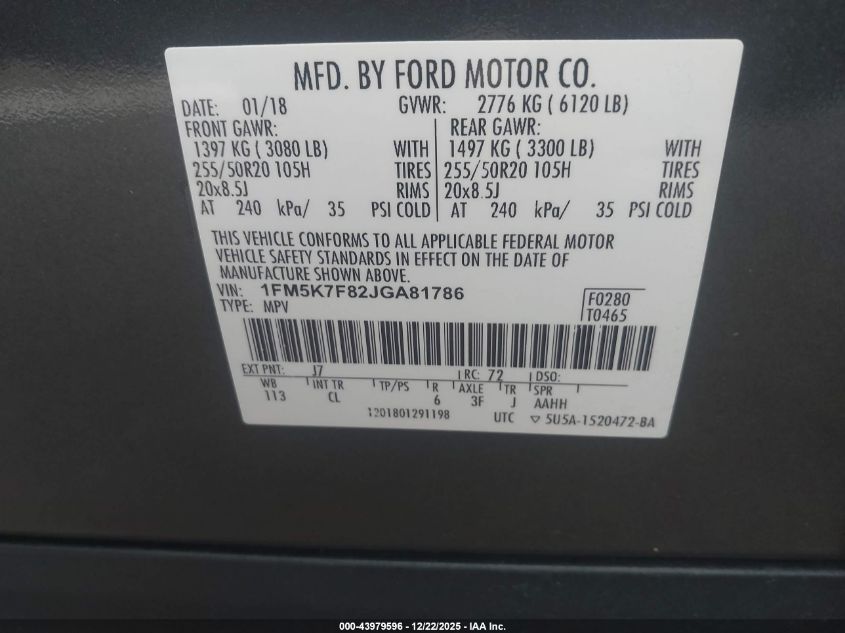 MFD. BY FORD MOTOR CO.
DATE: 01/18 GVWR: 2776 KG ( 6120 LB)
FRONT GAWR: REAR GAWR:
1397 KG ( 3080 LB) WITH 1497 KG ( 3300 LB) WITH
255/50R20 105H TIRES 255/50R20 105H TIRES
20x8.5J RIMS 20x8.5J RIMS
AT 240 kPa/ 35 PSI COLD AT 240 kPa/ 35 PSI COLD
THIS VEHICLE CONFORMS TO ALL APPLICABLE FEDERAL MOTOR
VEHICLE SAFETY STANDARDS IN EFFECT ON THE DATE OF
MANUFACTURE SHOWN ABOVE.
VIN: 1FM5K7F82JGA81786 F0280
TYPE: MPV T0465
EXT PNT: J7 RC: 72 DSO:
WB INT TR TP/PS R AXLE TR SPR
113 CL 6 3F J AAHH
1201801291198 UTC ▽ 5U5A-1520472-BA
000-43979596 - 12/22/2025 - IAA Inc.